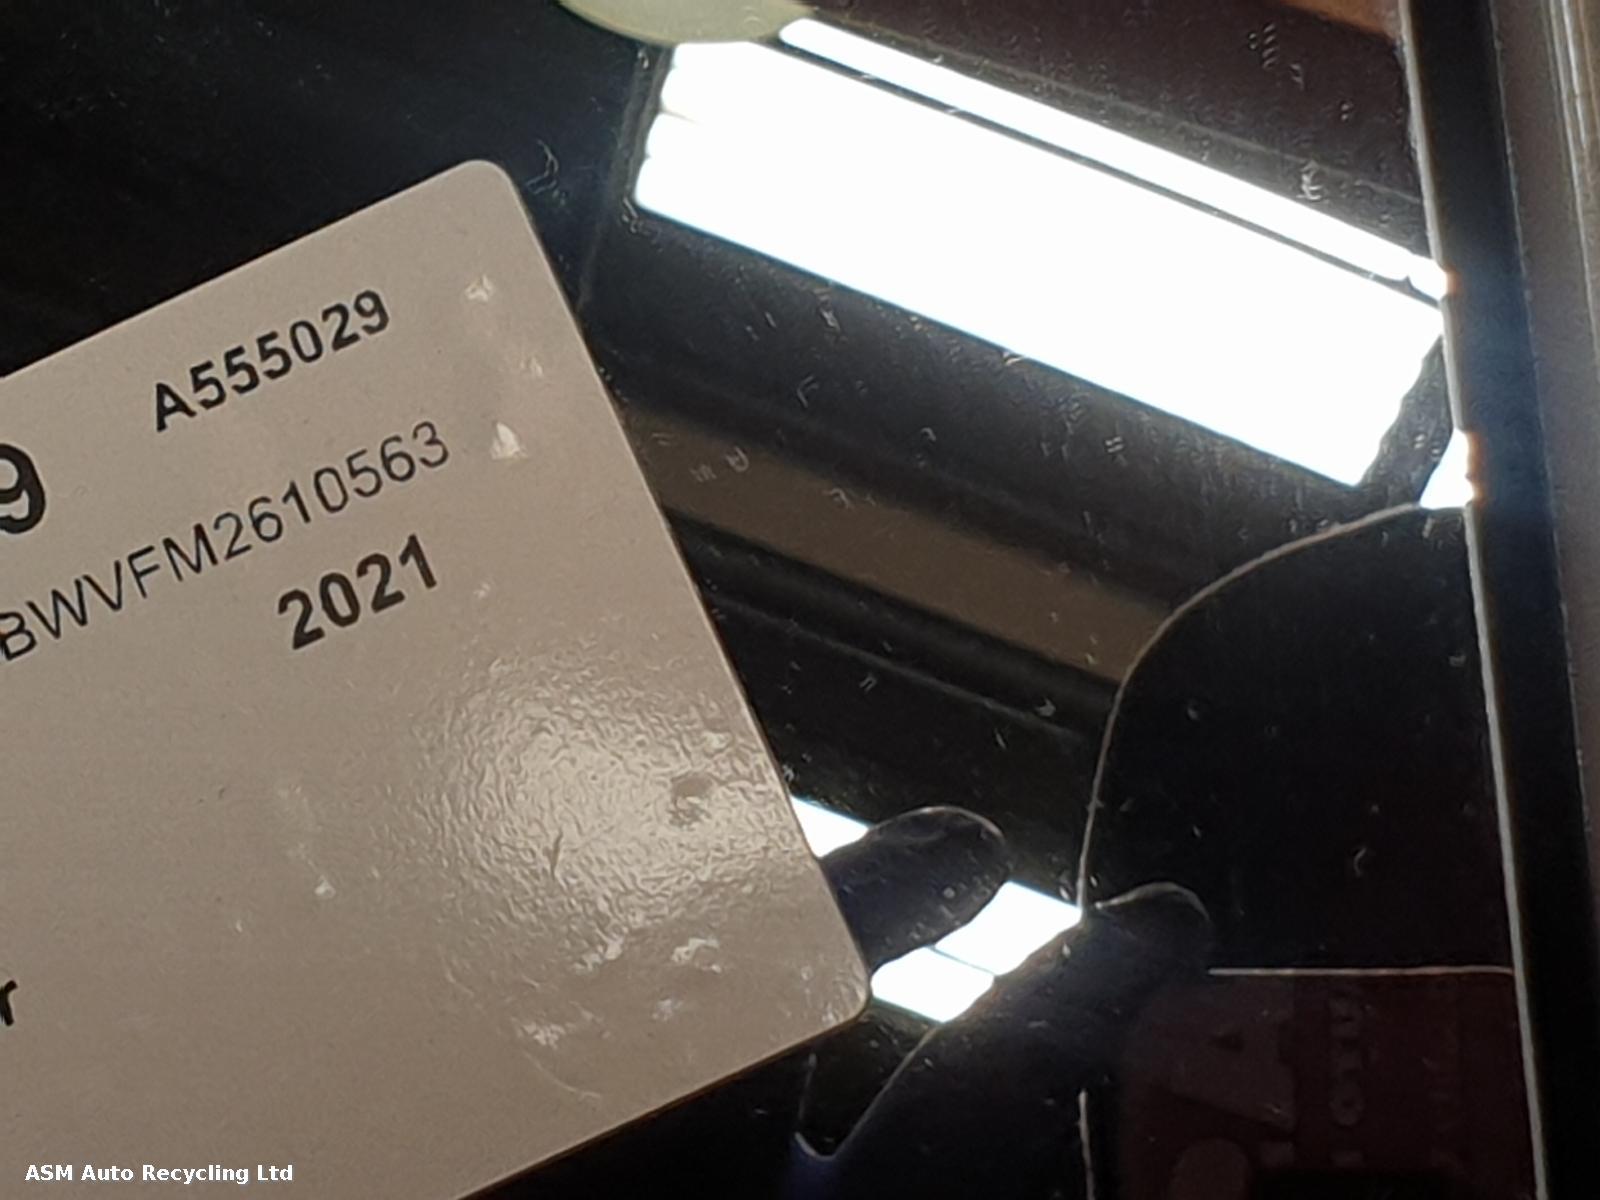 A555029
9
BWVFM2610563
2021
r
ASM Auto Recycling Ltd